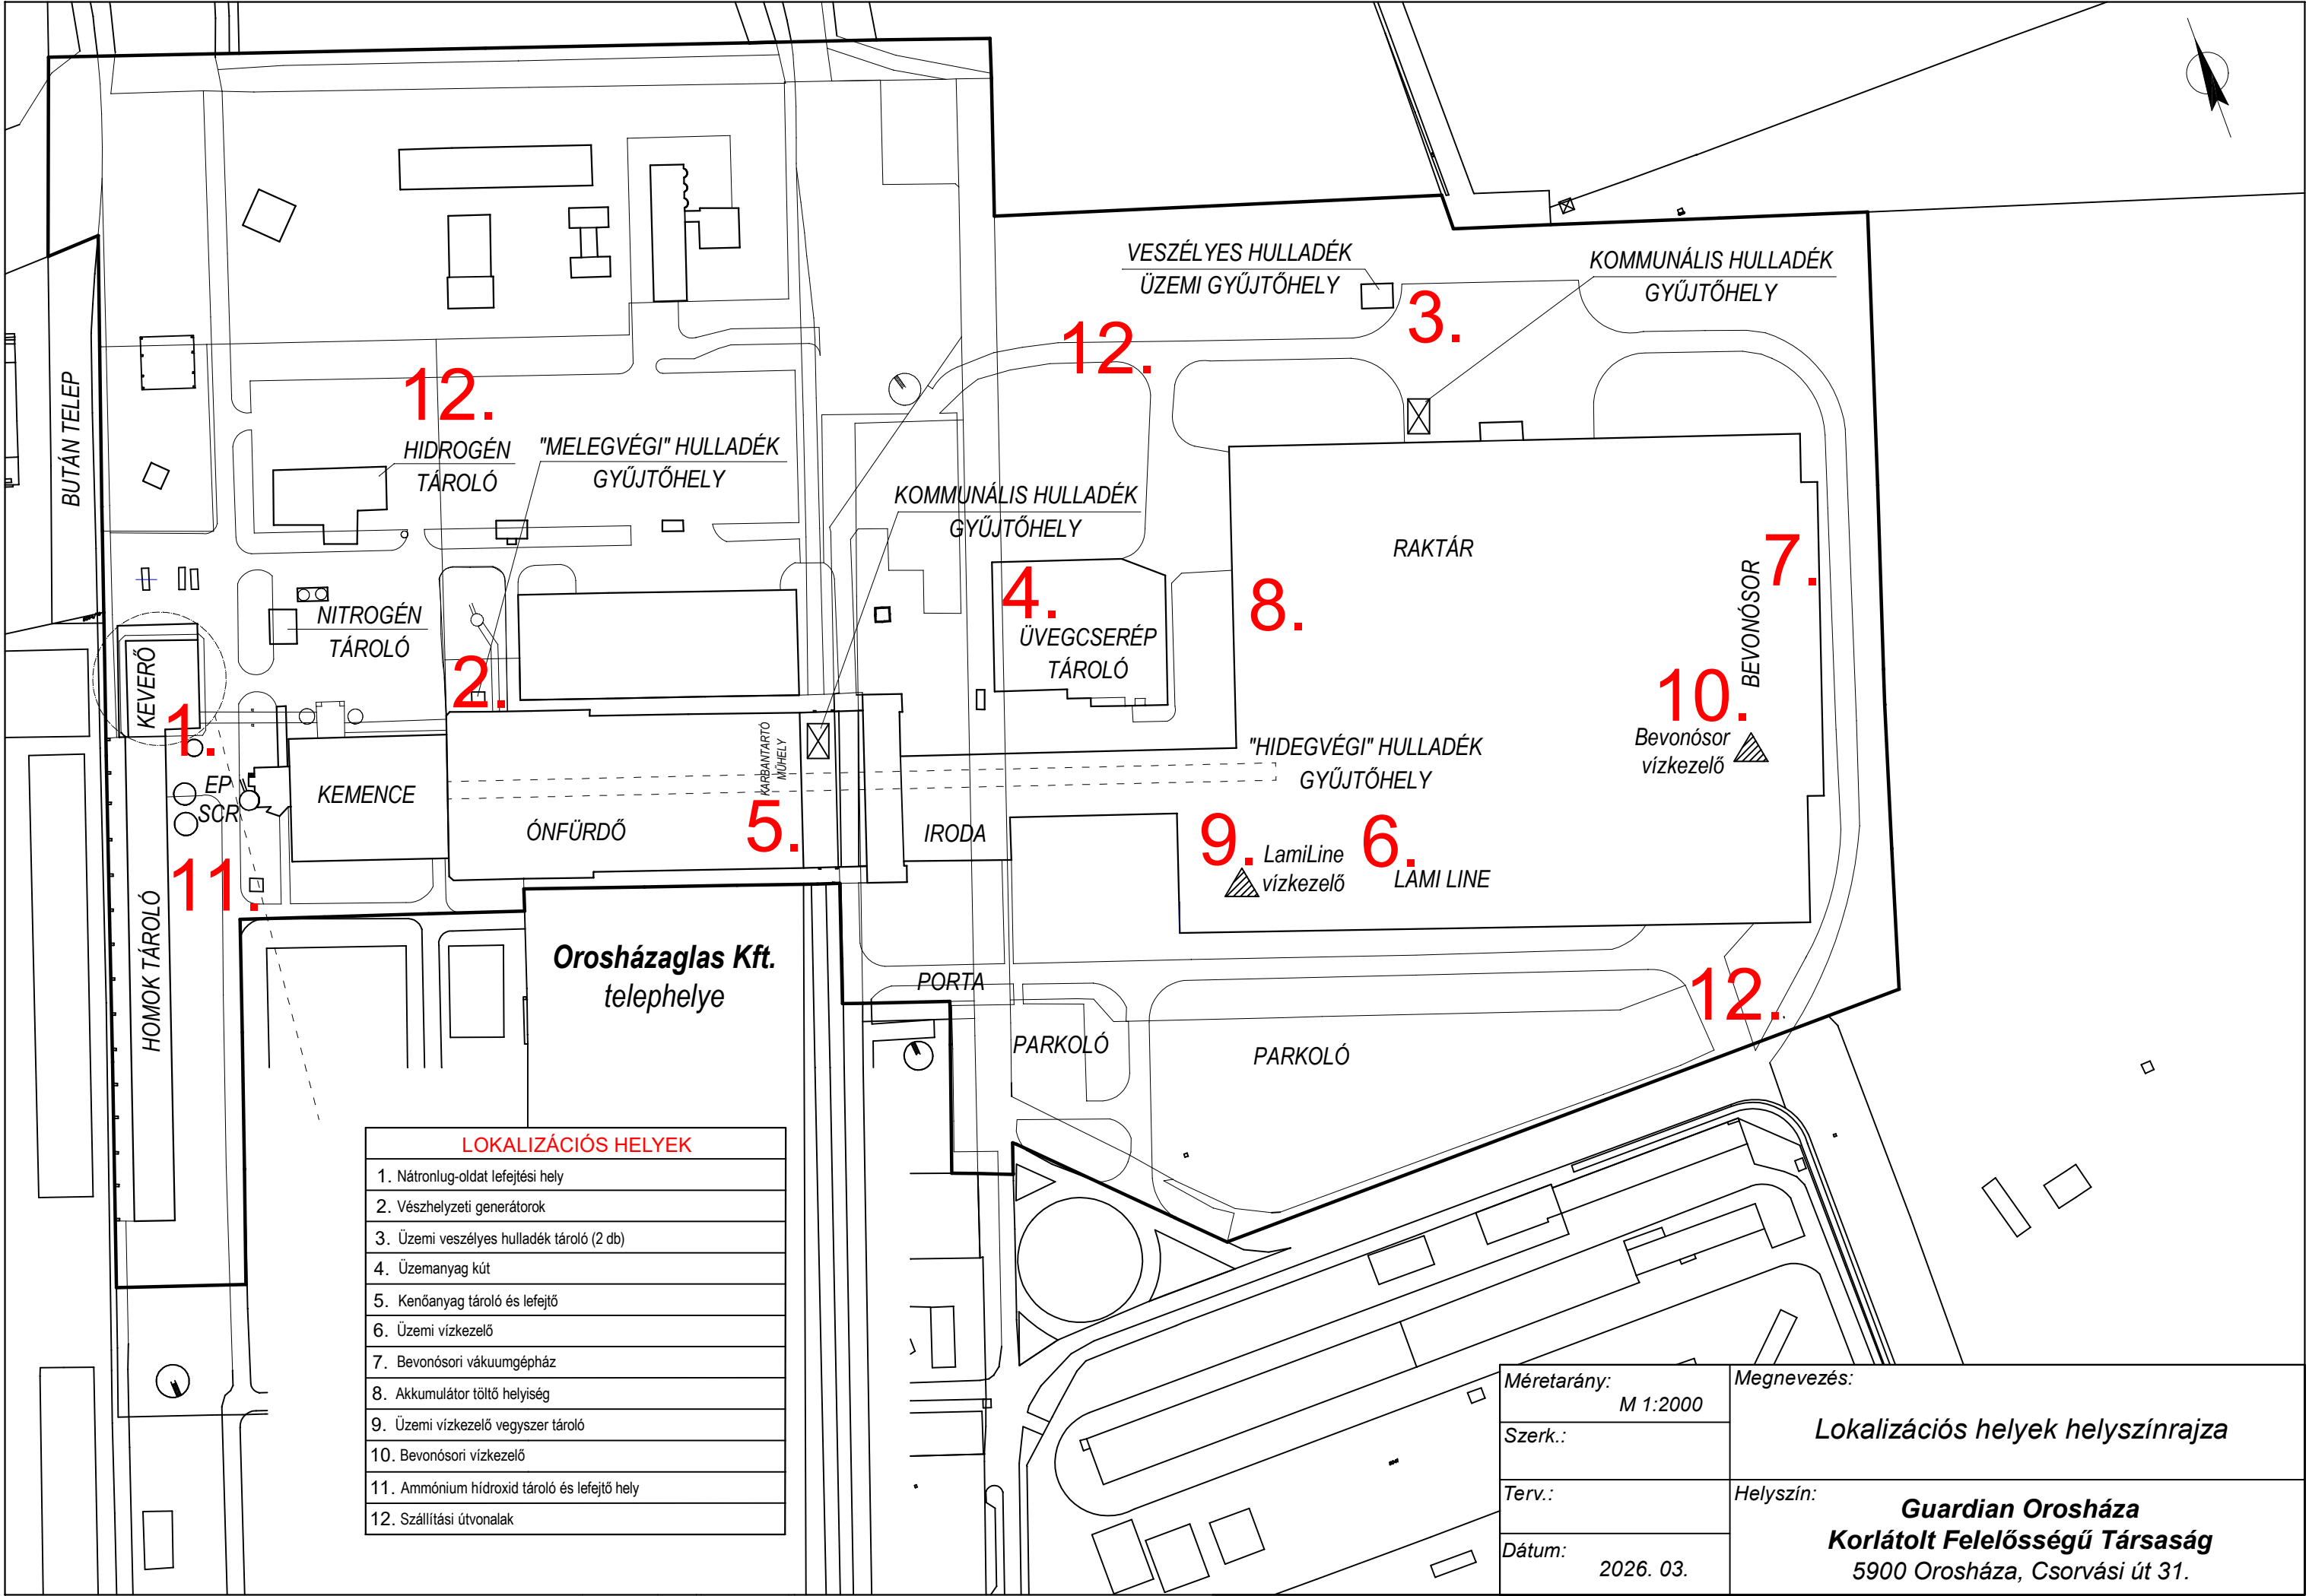 VESZÉLYES HULLADÉK
ÜZEMI GYŰJTŐHELY
KOMMUNÁLIS HULLADÉK
GYŰJTŐHELY
3.
12.
12.
BUTÁN TELEP
HIDROGÉN
TÁROLÓ
"MELEGVÉGI" HULLADÉK
GYŰJTŐHELY
KOMMUNÁLIS HULLADÉK
GYŰJTŐHELY
RAKTÁR
7.
BEVONÓSOR
4.
8.
NITROGÉN
TÁROLÓ
ÜVEGCSERÉP
TÁROLÓ
KEVERŐ
2.
10.
1.
KARBANTARTÓ
MŰHELY
"HIDEGVÉGI" HULLADÉK
GYŰJTŐHELY
Bevonósor
vízkezelő
EP
SCR
KEMENCE
ÓNFÜRDŐ
5.
IRODA
9.
LamiLine
vízkezelő
6.
LAMI LINE
11.
HOMOK TÁROLÓ
Orosházaglas Kft.
telephelye
PORTA
12.
PARKOLÓ
PARKOLÓ
LOKALIZÁCIÓS HELYEK
1. Nátronlug-oldat lefejtési hely
2. Vészhelyzeti generátorok
3. Üzemi veszélyes hulladék tároló (2 db)
4. Üzemanyag kút
5. Kenőanyag tároló és lefejtő
6. Üzemi vízkezelő
7. Bevonósori vákuumgépház
8. Akkumulátor töltő helyiség
9. Üzemi vízkezelő vegyszer tároló
10. Bevonósori vízkezelő
11. Ammónium hídroxid tároló és lefejtő hely
12. Szállítási útvonalak
Méretarány:
M 1:2000
Megnevezés:
Lokalizációs helyek helyszínrajza
Szerk.:
Terv.:
Helyszín:
Guardian Orosháza
Korlátolt Felelősségű Társaság
5900 Orosháza, Csorvási út 31.
Dátum:
2026. 03.